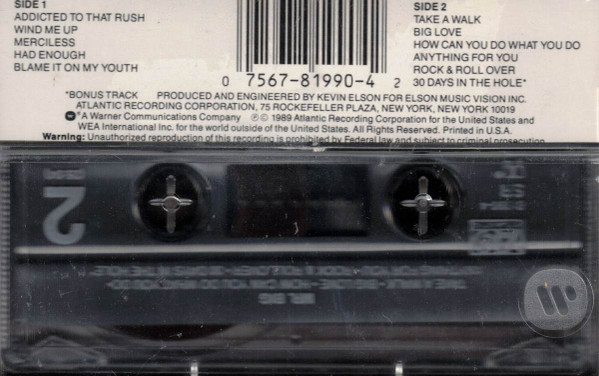 SIDE 1
ADDICTED TO THAT RUSH
WIND ME UP
MERCILESS
HAD ENOUGH
BLAME IT ON MY YOUTH
SIDE 2
TAKE A WALK
BIG LOVE
HOW CAN YOU DO WHAT YOU DO
ANYTHING FOR YOU
ROCK & ROLL OVER
30 DAYS IN THE HOLE*
0 7567-81990-4 2
*BONUS TRACK PRODUCED AND ENGINEERED BY KEVIN ELSON FOR ELSON MUSIC VISION INC.
ATLANTIC RECORDING CORPORATION, 75 ROCKEFELLER PLAZA, NEW YORK, NEW YORK 10019
*A Warner Communications Company ℗ © 1989 Atlantic Recording Corporation for the United States and
WEA International Inc. for the world outside of the United States. All Rights Reserved. Printed in U.S.A.
Warning: Unauthorized reproduction of this recording is prohibited by Federal law and subject to criminal prosecution.
2
MR. BIG